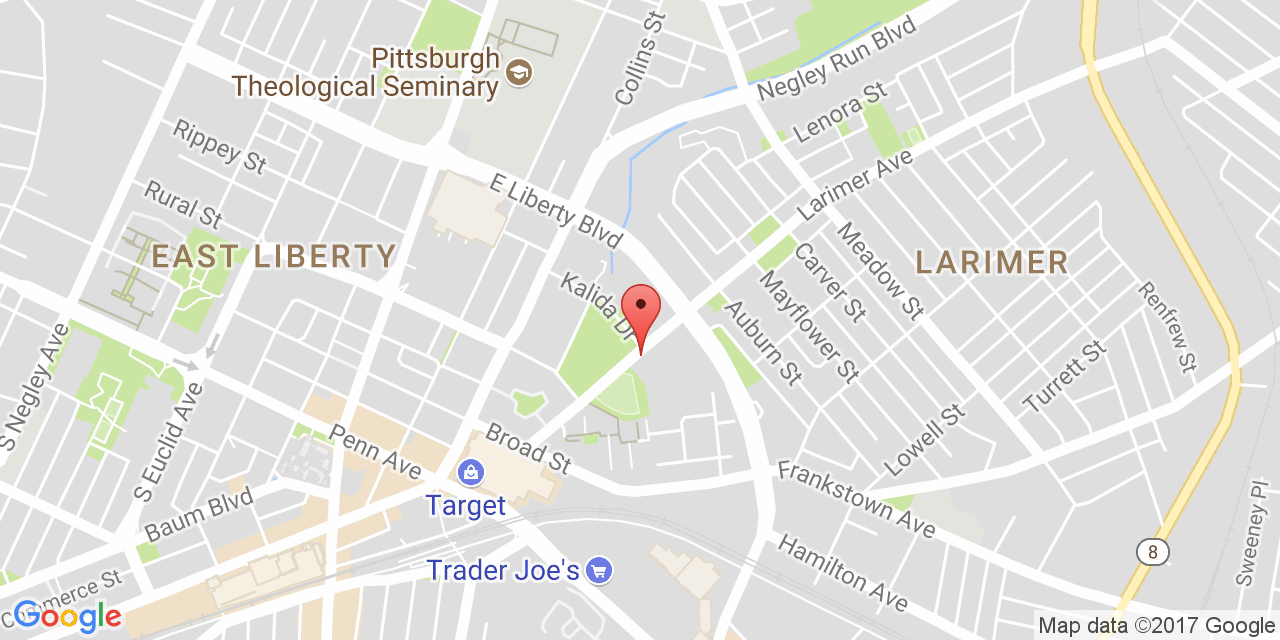 Pittsburgh
Theological Seminary
Collins St
Negley Run Blvd
Lenora St
Rippey St
Rural St
E Liberty Blvd
Larimer Ave
EAST LIBERTY
LARIMER
Kalida Dr
Carver St
Meadow St
Mayflower St
Auburn St
Renfrew St
Turrett St
S Negley Ave
S Euclid Ave
Penn Ave
Broad St
Lowell St
Baum Blvd
Target
Frankstown Ave
Trader Joe's
Hamilton Ave
8
Sweeney Pl
Commerce St
Google
Map data ©2017 Google